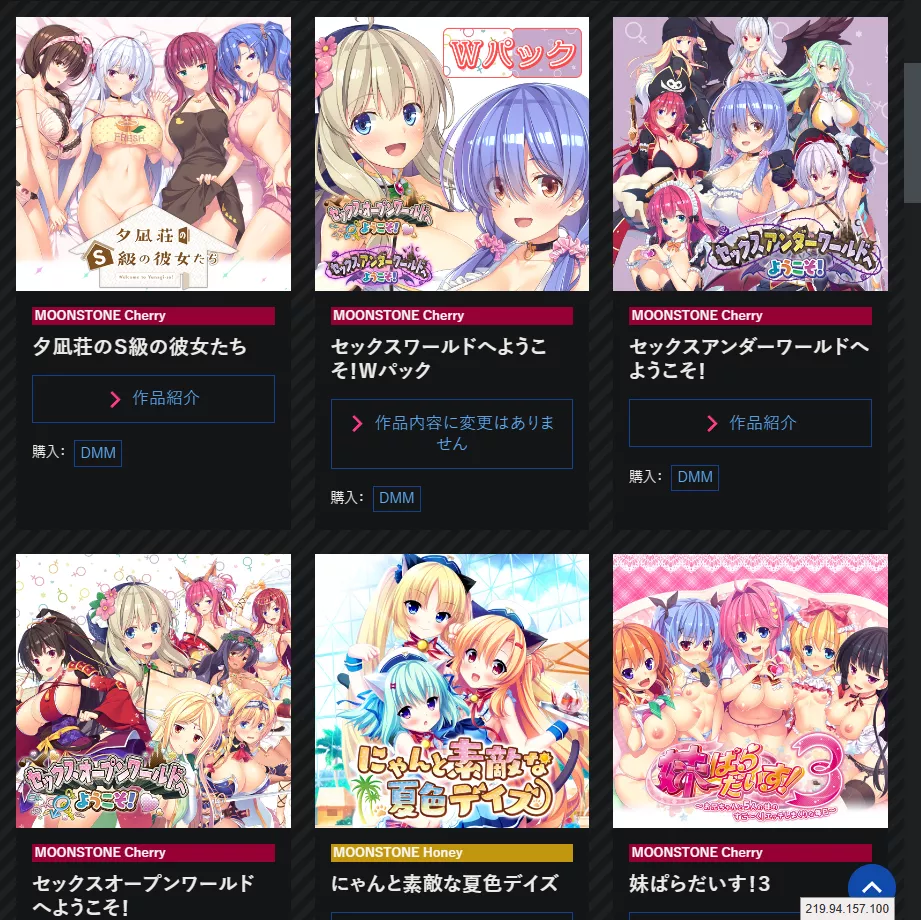 FRESH
夕凪荘の
S級の彼女たち
Wパック
セックスオープンワールドへ
ようこそ!
セックスアンダーワールドへ
ようこそ!
セックスアンダーワールドへ
ようこそ!
MOONSTONE Cherry
夕凪荘のS級の彼女たち
作品紹介
購入：
DMM
MOONSTONE Cherry
セックスワールドへようこ
そ！Wパック
作品内容に変更はありま
せん
購入：
DMM
MOONSTONE Cherry
セックスアンダーワールドへ
ようこそ！
作品紹介
購入：
DMM
セックスオープンワールドへ
ようこそ!
にゃんと素敵な
夏色デイズ
妹ぱらだいす!3
MOONSTONE Cherry
セックスオープンワールド
へようこそ！
MOONSTONE Honey
にゃんと素敵な夏色デイズ
MOONSTONE Cherry
妹ぱらだいす！3
219.94.157.100